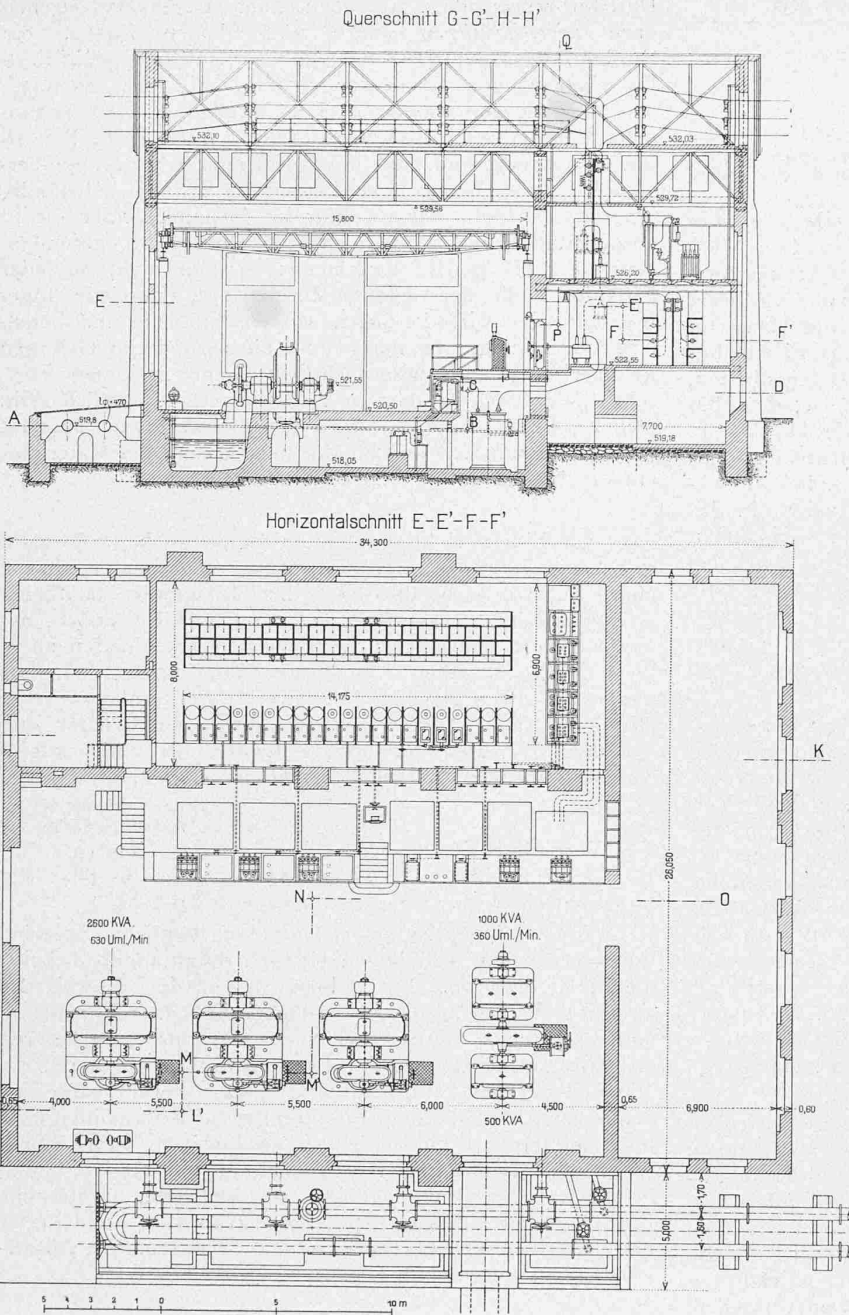 Querschnitt G-G'-H-H'
Q
532,10
532,03
529,56
529,72
15,800
526,20
E
E'
P
F
F'
523,55
521,55
C
D
520,50
A
519,8
B
7,700
519,18
518,05
Horizontalschnitt E-E'-F-F'
34,300
8,000
6,900
14,175
K
26,050
N
O
2600 KVA.
630 Uml./Min
1000 KVA
360 Uml./Min.
M
M'
0,65
4,000
5,500
5,500
6,000
4,500
0,65
6,900
0,60
L'
500 KVA
1,70
5,000
1,60
5 4 3 2 1 0 5 10 m